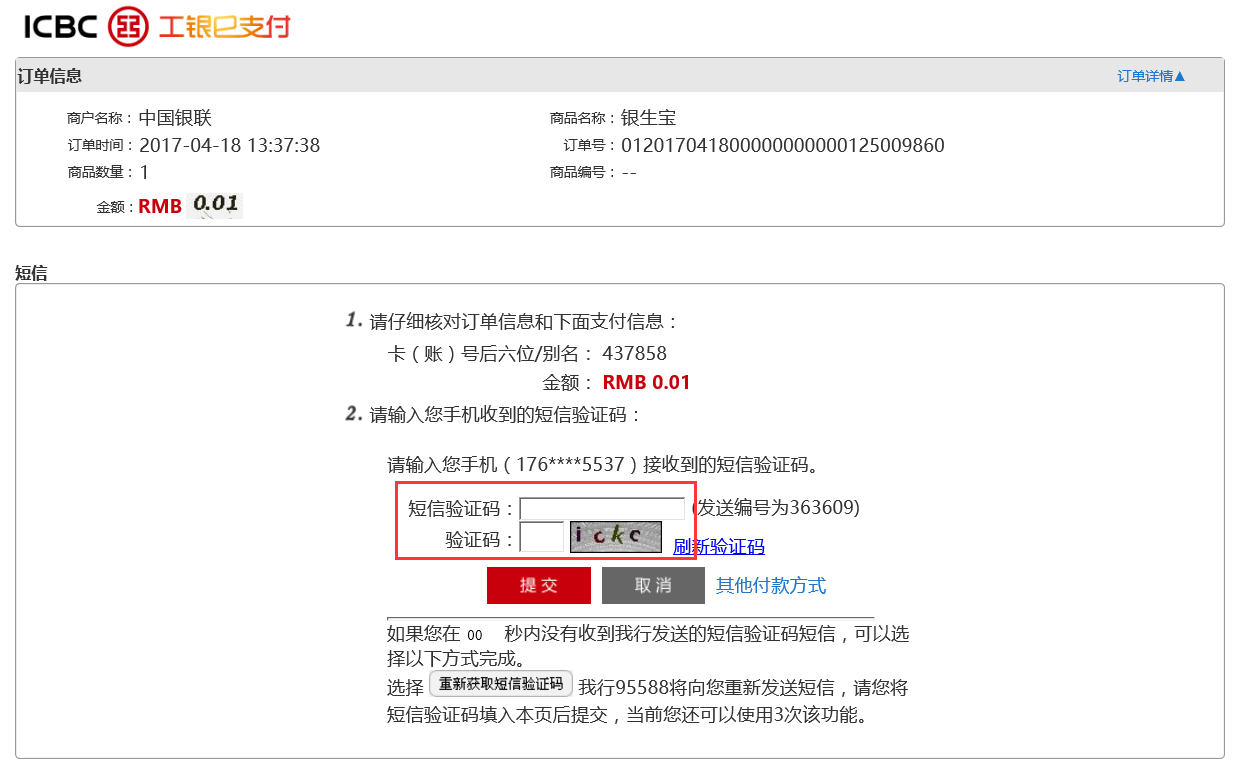 ICBC 工银e支付
订单信息 订单详情▲
商户名称： 中国银联 商品名称： 银生宝
订单时间： 2017-04-18 13:37:38 订单号： 012017041800000000000125009860
商品数量： 1 商品编号： --
金额： RMB 0.01
短信
1. 请仔细核对订单信息和下面支付信息：
卡（账）号后六位/别名： 437858
金额： RMB 0.01
2. 请输入您手机收到的短信验证码：
请输入您手机（176****5537）接收到的短信验证码。
短信验证码： (发送编号为363609)
验证码： ickc 刷新验证码
提 交 取 消 其他付款方式
如果您在 00 秒内没有收到我行发送的短信验证码短信，可以选
择以下方式完成。
选择 重新获取短信验证码 我行95588将向您重新发送短信，请您将
短信验证码填入本页后提交，当前您还可以使用3次该功能。